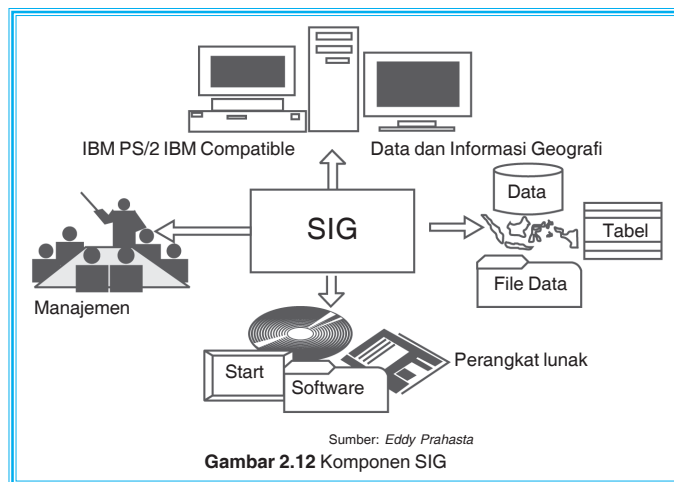 IBM PS/2 IBM Compatible
Data dan Informasi Geografi
Data
Tabel
File Data
SIG
Manajemen
Start
Software
Perangkat lunak
Sumber: Eddy Prahasta
Gambar 2.12 Komponen SIG